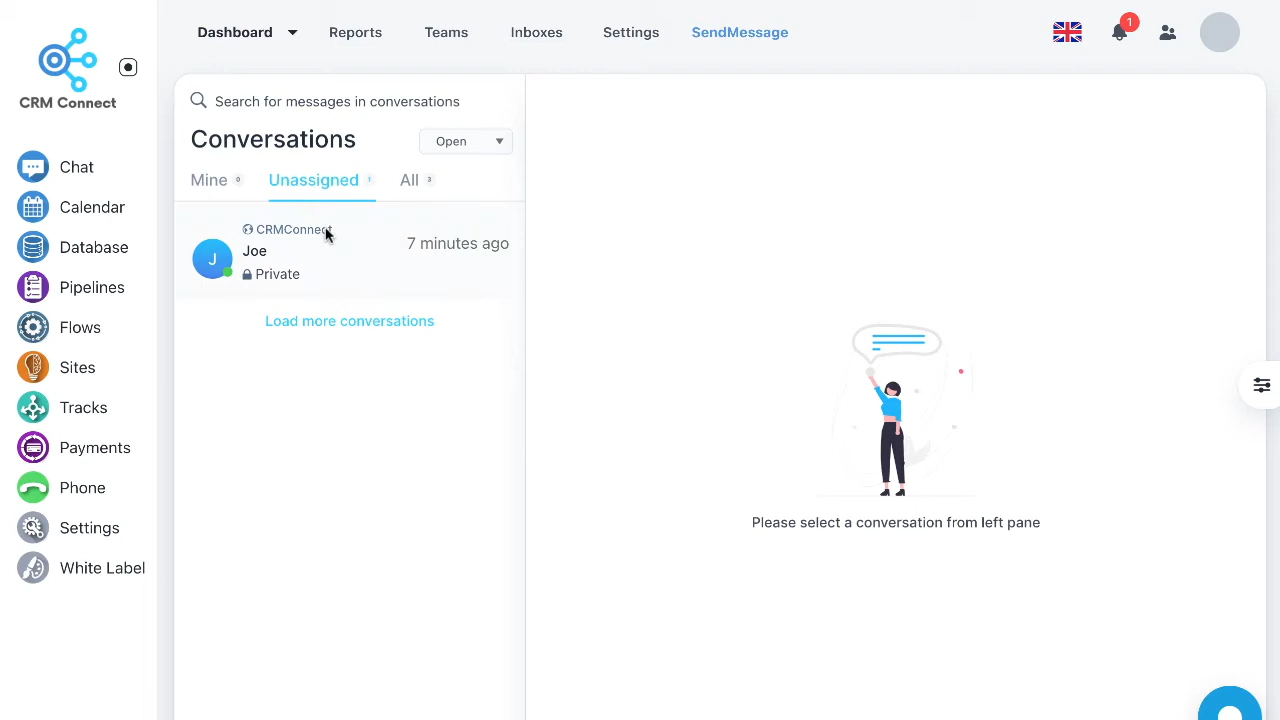 CRM Connect
Chat
Calendar
Database
Pipelines
Flows
Sites
Tracks
Payments
Phone
Settings
White Label
Dashboard Reports Teams Inboxes Settings SendMessage 1
Search for messages in conversations
Conversations Open
Mine 0 Unassigned 1 All 3
CRMConnect
J Joe 7 minutes ago
Private
Load more conversations
Please select a conversation from left pane